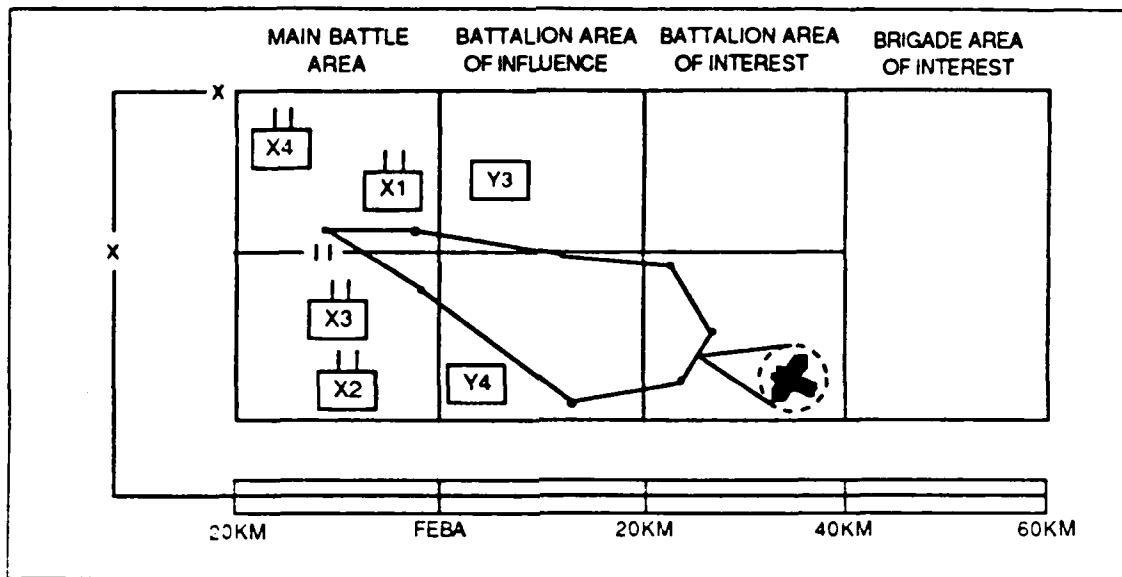 MAIN BATTLE AREA
BATTALION AREA OF INFLUENCE
BATTALION AREA OF INTEREST
BRIGADE AREA OF INTEREST
X
X4
X1
Y3
X
X3
X2
Y4
20KM FEBA 20KM 40KM 60KM